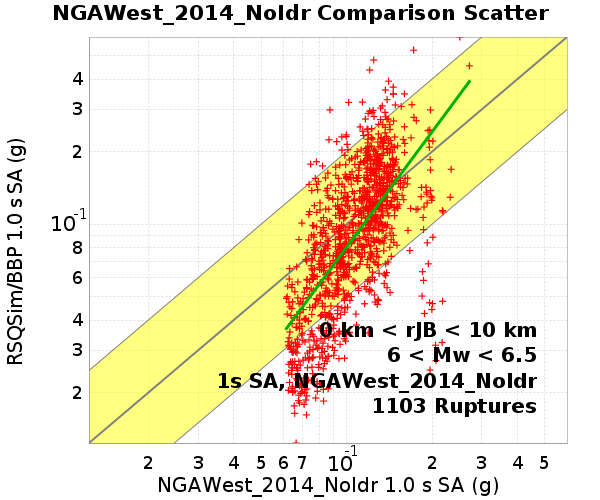 NGAWest_2014_NoIdr Comparison Scatter
RSQSim/BBP 1.0 s SA (g)
4
3
2
10⁻¹
8
6
4
3
2
0 km < rJB < 10 km
6 < Mw < 6.5
1s SA, NGAWest_2014_NoIdr
1103 Ruptures
2 3 4 5 6 7 10⁻¹ 2 3 4 5
NGAWest_2014_NoIdr 1.0 s SA (g)